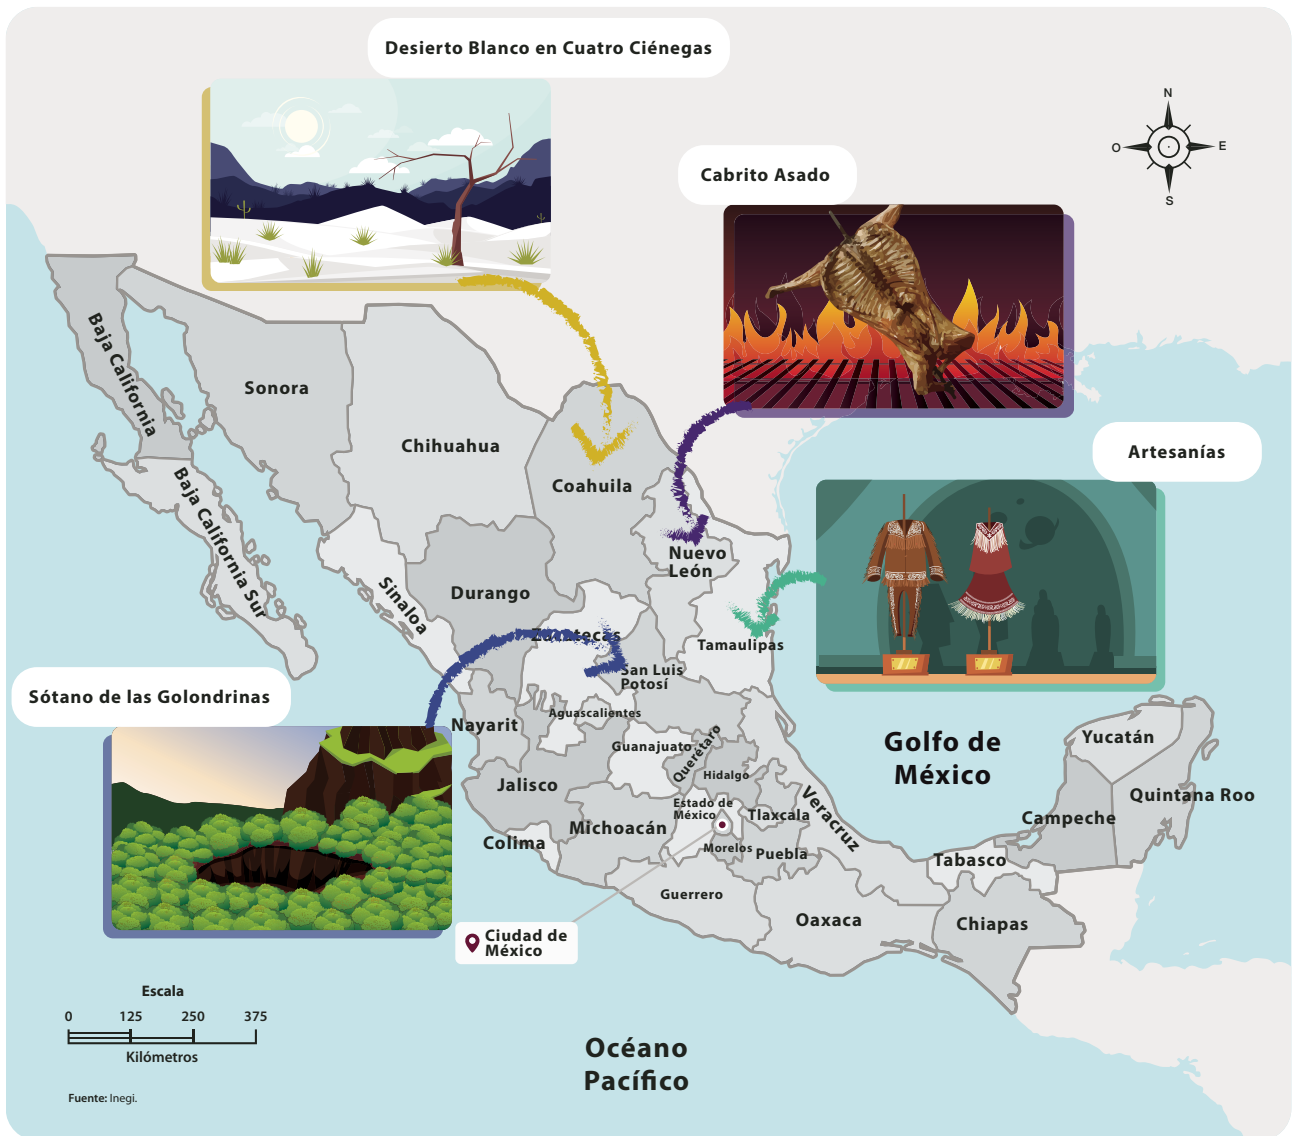 Desierto Blanco en Cuatro Ciénegas
N
O
E
S
Cabrito Asado
Artesanías
Baja California
Sonora
Chihuahua
Coahuila
Baja California Sur
Nuevo
León
Sinaloa
Durango
Zacatecas
Tamaulipas
San Luis
Potosí
Sótano de las Golondrinas
Nayarit
Aguascalientes
Guanajuato
Querétaro
Hidalgo
Golfo de
México
Yucatán
Quintana Roo
Campeche
Jalisco
Estado de
México
Tlaxcala
Veracruz
Colima
Michoacán
Morelos
Puebla
Tabasco
Guerrero
Oaxaca
Chiapas
Ciudad de
México
Escala
0 125 250 375
Kilómetros
Océano
Pacífico
Fuente: Inegi.